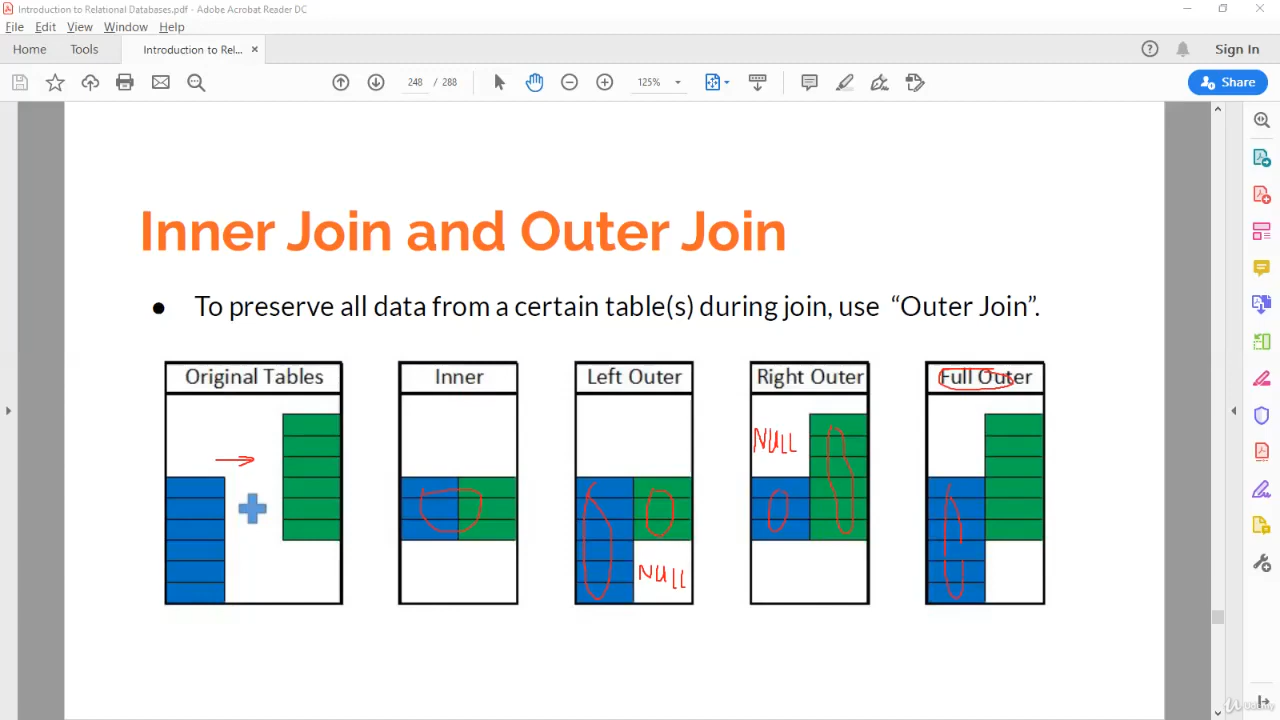 Introduction to Relational Databases.pdf - Adobe Acrobat Reader DC
File Edit View Window Help
Home Tools Introduction to Rel... × Sign In
248 / 288 125% Share
Inner Join and Outer Join
● To preserve all data from a certain table(s) during join, use “Outer Join”.
Original Tables Inner Left Outer Right Outer Full Outer
NULL
NULL
Udemy